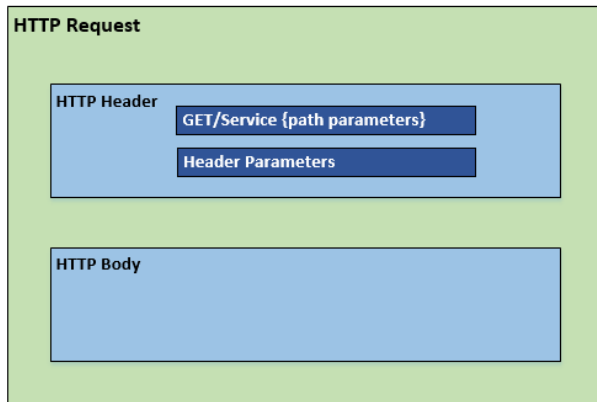 HTTP Request
HTTP Header
GET/Service {path parameters}
Header Parameters
HTTP Body